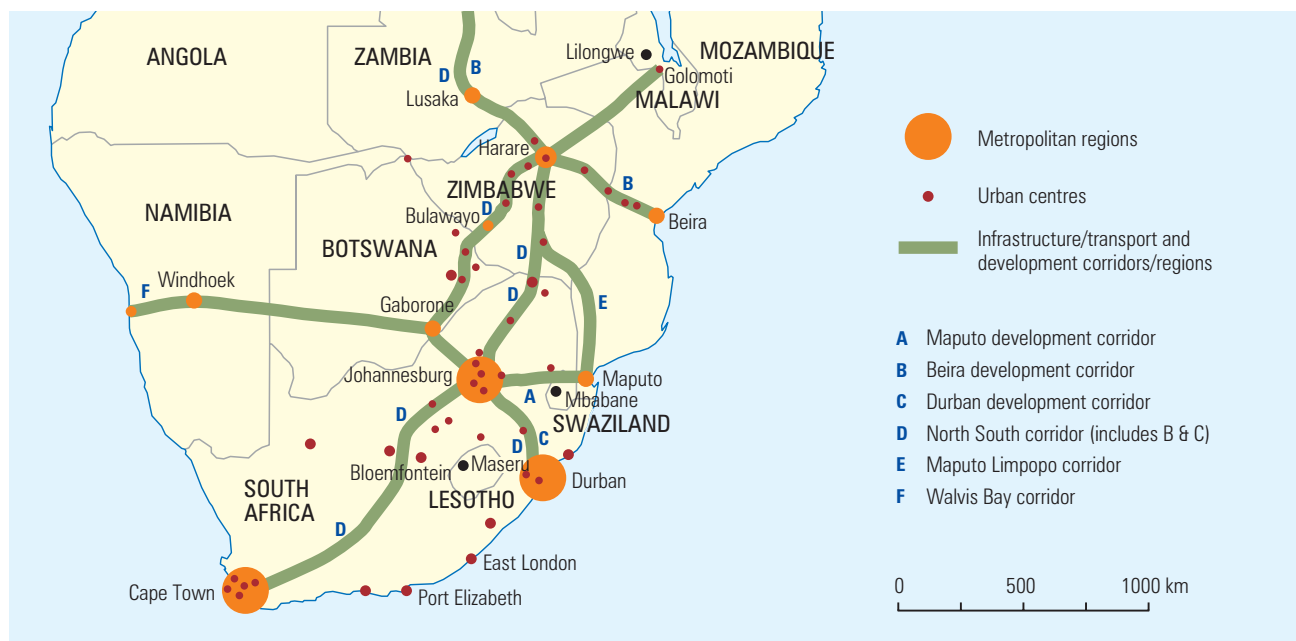 ANGOLA
ZAMBIA
Lilongwe
MOZAMBIQUE
D
B
Golomoti
Lusaka
MALAWI
Harare
ZIMBABWE
B
NAMIBIA
Bulawayo
D
Beira
BOTSWANA
D
F
Windhoek
D
E
Gaborone
Johannesburg
Maputo
A
Mbabane
D
SWAZILAND
C
D
Bloemfontein
Maseru
Durban
SOUTH
AFRICA
LESOTHO
D
East London
Cape Town
Port Elizabeth
Metropolitan regions
Urban centres
Infrastructure/transport and
development corridors/regions
A Maputo development corridor
B Beira development corridor
C Durban development corridor
D North South corridor (includes B & C)
E Maputo Limpopo corridor
F Walvis Bay corridor
0 500 1000 km